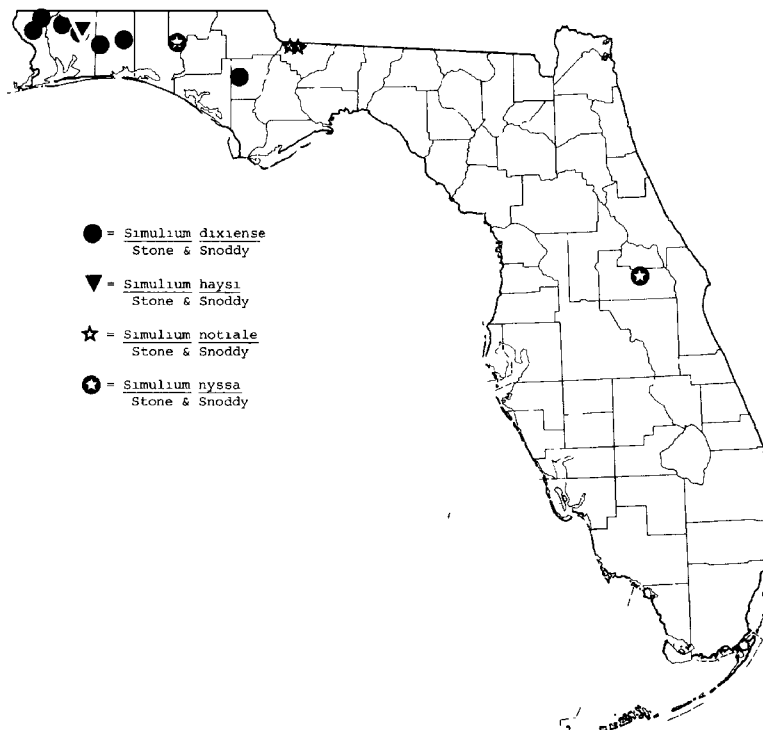 = Simulium dixiense
Stone & Snoddy
= Simulium haysi
Stone & Snoddy
= Simulium notiale
Stone & Snoddy
= Simulium nyssa
Stone & Snoddy